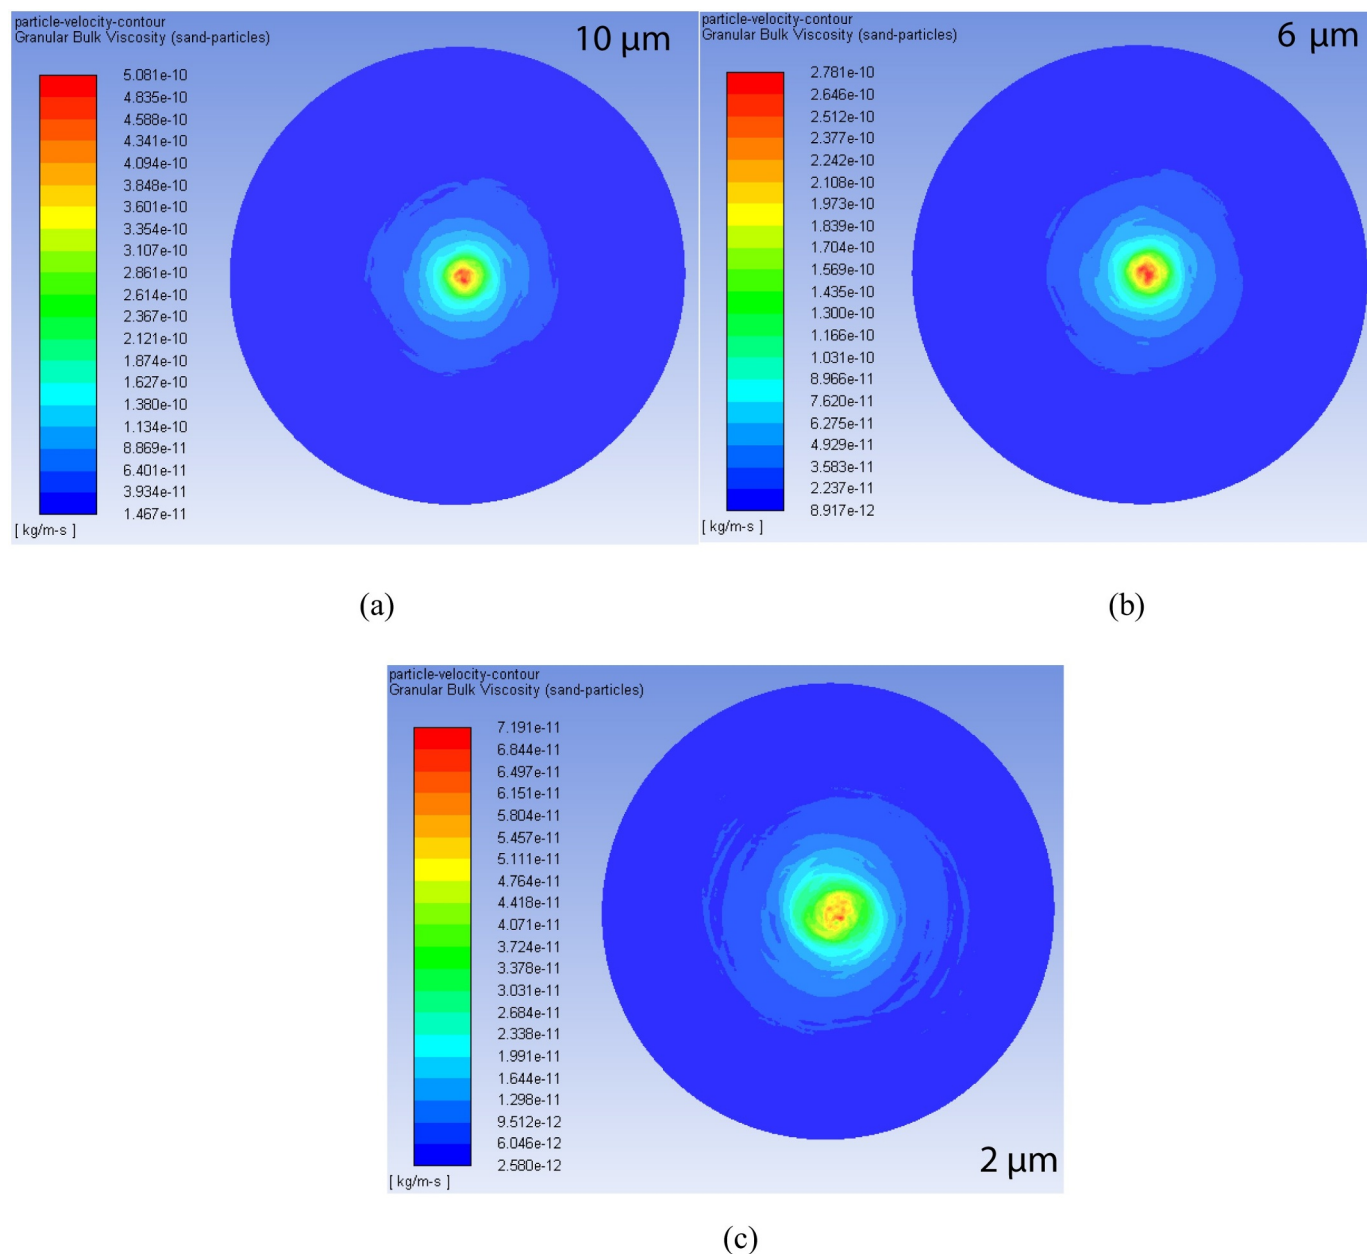 particle-velocity-contour
Granular Bulk Viscosity (sand-particles)
10 μm
5.081e-10
4.835e-10
4.588e-10
4.341e-10
4.094e-10
3.848e-10
3.601e-10
3.354e-10
3.107e-10
2.861e-10
2.614e-10
2.367e-10
2.121e-10
1.874e-10
1.627e-10
1.380e-10
1.134e-10
8.869e-11
6.401e-11
3.934e-11
1.467e-11
[ kg/m-s ]
(a)
particle-velocity-contour
Granular Bulk Viscosity (sand-particles)
6 μm
2.781e-10
2.646e-10
2.512e-10
2.377e-10
2.242e-10
2.108e-10
1.973e-10
1.839e-10
1.704e-10
1.569e-10
1.435e-10
1.300e-10
1.166e-10
1.031e-10
8.966e-11
7.620e-11
6.275e-11
4.929e-11
3.583e-11
2.237e-11
8.917e-12
[ kg/m-s ]
(b)
particle-velocity-contour
Granular Bulk Viscosity (sand-particles)
7.191e-11
6.844e-11
6.497e-11
6.151e-11
5.804e-11
5.457e-11
5.111e-11
4.764e-11
4.418e-11
4.071e-11
3.724e-11
3.378e-11
3.031e-11
2.684e-11
2.338e-11
1.991e-11
1.644e-11
1.298e-11
9.512e-12
6.046e-12
2.580e-12
[ kg/m-s ]
2 μm
(c)